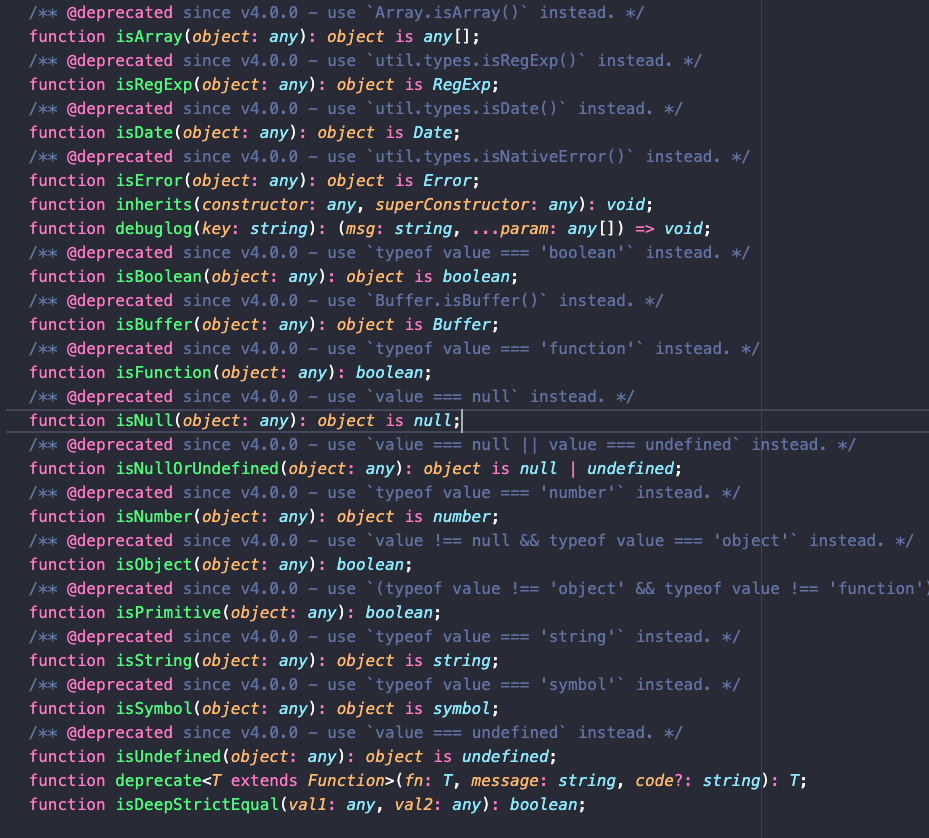 /** @deprecated since v4.0.0 - use `Array.isArray()` instead. */
function isArray(object: any): object is any[];
/** @deprecated since v4.0.0 - use `util.types.isRegExp()` instead. */
function isRegExp(object: any): object is RegExp;
/** @deprecated since v4.0.0 - use `util.types.isDate()` instead. */
function isDate(object: any): object is Date;
/** @deprecated since v4.0.0 - use `util.types.isNativeError()` instead. */
function isError(object: any): object is Error;
function inherits(constructor: any, superConstructor: any): void;
function debuglog(key: string): (msg: string, ...param: any[]) => void;
/** @deprecated since v4.0.0 - use `typeof value === 'boolean'` instead. */
function isBoolean(object: any): object is boolean;
/** @deprecated since v4.0.0 - use `Buffer.isBuffer()` instead. */
function isBuffer(object: any): object is Buffer;
/** @deprecated since v4.0.0 - use `typeof value === 'function'` instead. */
function isFunction(object: any): boolean;
/** @deprecated since v4.0.0 - use `value === null` instead. */
function isNull(object: any): object is null;
/** @deprecated since v4.0.0 - use `value === null || value === undefined` instead. */
function isNullOrUndefined(object: any): object is null | undefined;
/** @deprecated since v4.0.0 - use `typeof value === 'number'` instead. */
function isNumber(object: any): object is number;
/** @deprecated since v4.0.0 - use `value !== null && typeof value === 'object'` instead. */
function isObject(object: any): boolean;
/** @deprecated since v4.0.0 - use `(typeof value !== 'object' && typeof value !== 'function')
function isPrimitive(object: any): boolean;
/** @deprecated since v4.0.0 - use `typeof value === 'string'` instead. */
function isString(object: any): object is string;
/** @deprecated since v4.0.0 - use `typeof value === 'symbol'` instead. */
function isSymbol(object: any): object is symbol;
/** @deprecated since v4.0.0 - use `value === undefined` instead. */
function isUndefined(object: any): object is undefined;
function deprecate<T extends Function>(fn: T, message: string, code?: string): T;
function isDeepStrictEqual(val1: any, val2: any): boolean;